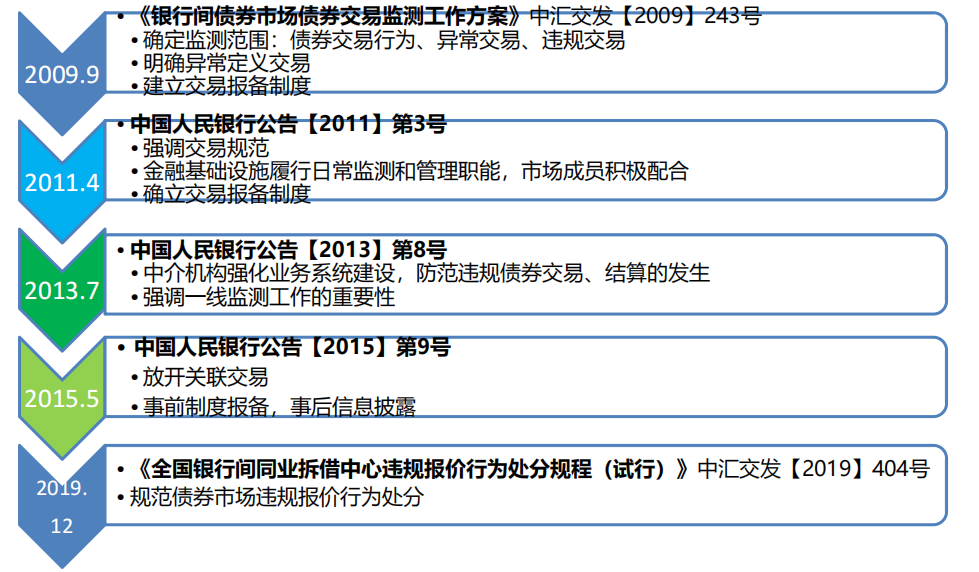 2009.9
•《银行间债券市场债券交易监测工作方案》中汇交发【2009】243号
• 确定监测范围：债券交易行为、异常交易、违规交易
• 明确异常定义交易
• 建立交易报备制度
2011.4
• 中国人民银行公告【2011】第3号
• 强调交易规范
• 金融基础设施履行日常监测和管理职能，市场成员积极配合
• 确立交易报备制度
2013.7
• 中国人民银行公告【2013】第8号
• 中介机构强化业务系统建设，防范违规债券交易、结算的发生
• 强调一线监测工作的重要性
2015.5
• 中国人民银行公告【2015】第9号
• 放开关联交易
• 事前制度报备，事后信息披露
2019.
12
•《全国银行间同业拆借中心违规报价行为处分规程（试行）》中汇交发【2019】404号
• 规范债券市场违规报价行为处分